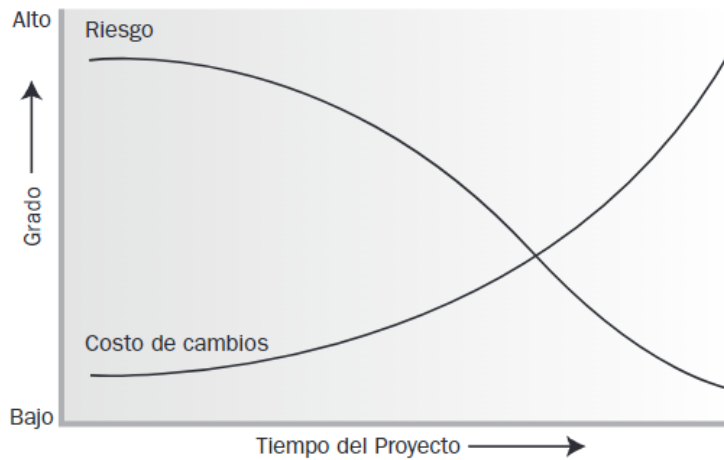 Alto
Riesgo
Grado
Costo de cambios
Bajo
Tiempo del Proyecto